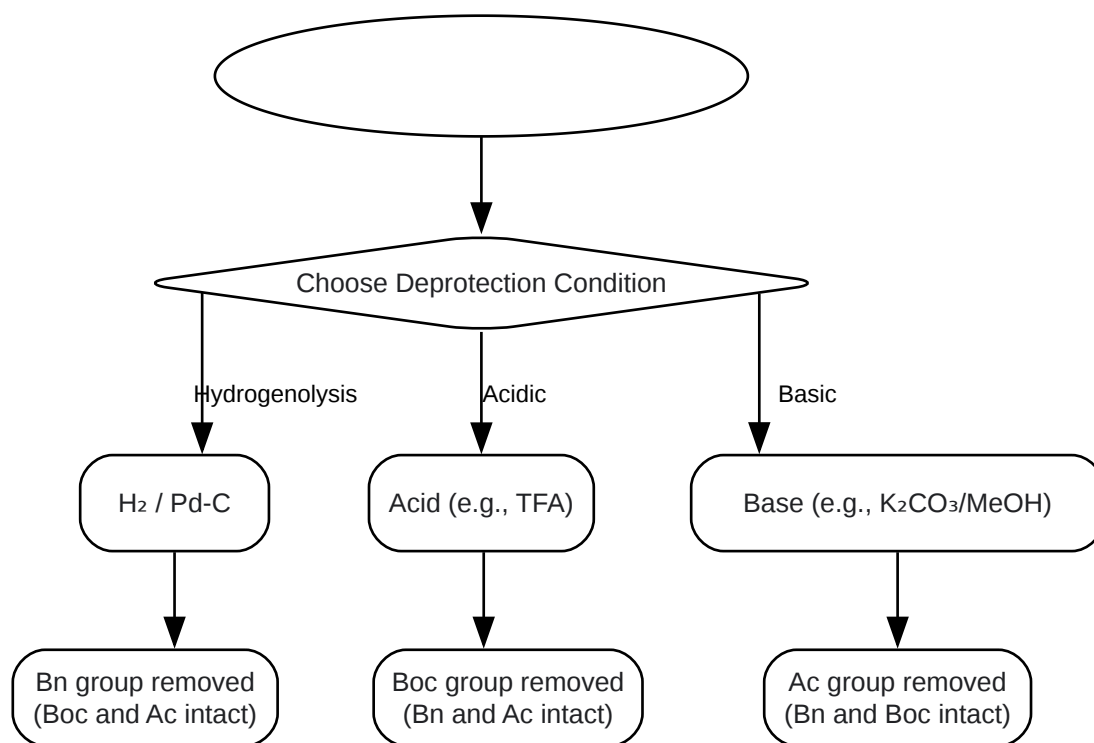 Choose Deprotection Condition
Hydrogenolysis
Acidic
Basic
H₂ / Pd-C
Acid (e.g., TFA)
Base (e.g., K₂CO₃/MeOH)
Bn group removed
(Boc and Ac intact)
Boc group removed
(Bn and Ac intact)
Ac group removed
(Bn and Boc intact)